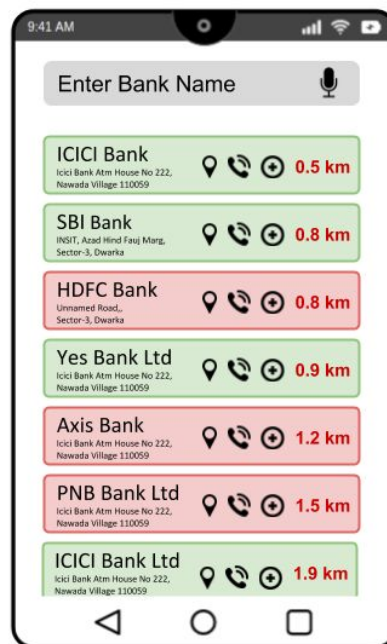 9:41 AM
Enter Bank Name
ICICI Bank
Icici Bank Atm House No 222,
Nawada Village 110059
0.5 km
SBI Bank
INSIT, Azad Hind Fauj Marg,
Sector-3, Dwarka
0.8 km
HDFC Bank
Unnamed Road,,
Sector-3, Dwarka
0.8 km
Yes Bank Ltd
Icici Bank Atm House No 222,
Nawada Village 110059
0.9 km
Axis Bank
Icici Bank Atm House No 222,
Nawada Village 110059
1.2 km
PNB Bank Ltd
Icici Bank Atm House No 222,
Nawada Village 110059
1.5 km
ICICI Bank Ltd
Icici Bank Atm House No 222,
Nawada Village 110059
1.9 km